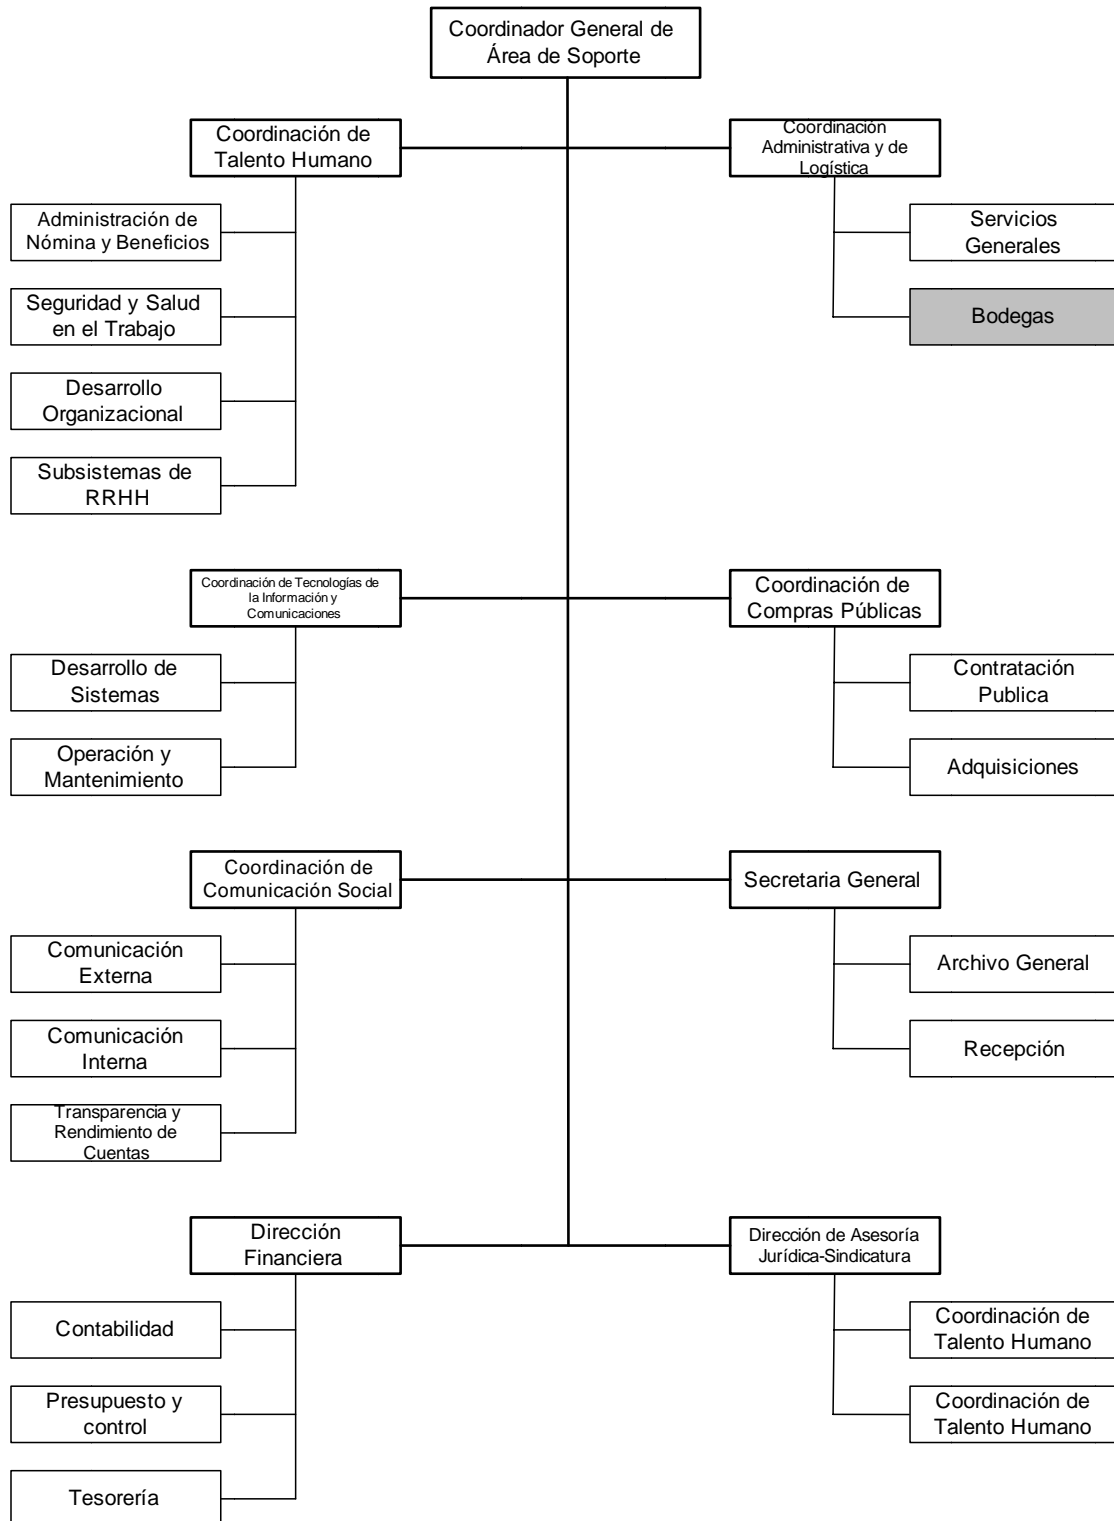 Coordinador General de
Área de Soporte
Coordinación de
Talento Humano
Coordinación
Administrativa y de
Logística
Administración de
Nómina y Beneficios
Servicios
Generales
Seguridad y Salud
en el Trabajo
Bodegas
Desarrollo
Organizacional
Subsistemas de
RRHH
Coordinación de Tecnologías de
la Información y
Comunicaciones
Coordinación de
Compras Públicas
Desarrollo de
Sistemas
Contratación
Publica
Operación y
Mantenimiento
Adquisiciones
Coordinación de
Comunicación Social
Secretaria General
Comunicación
Externa
Archivo General
Comunicación
Interna
Recepción
Transparencia y
Rendimiento de
Cuentas
Dirección
Financiera
Dirección de Asesoría
Jurídica-Sindicatura
Contabilidad
Coordinación de
Talento Humano
Presupuesto y
control
Coordinación de
Talento Humano
Tesorería